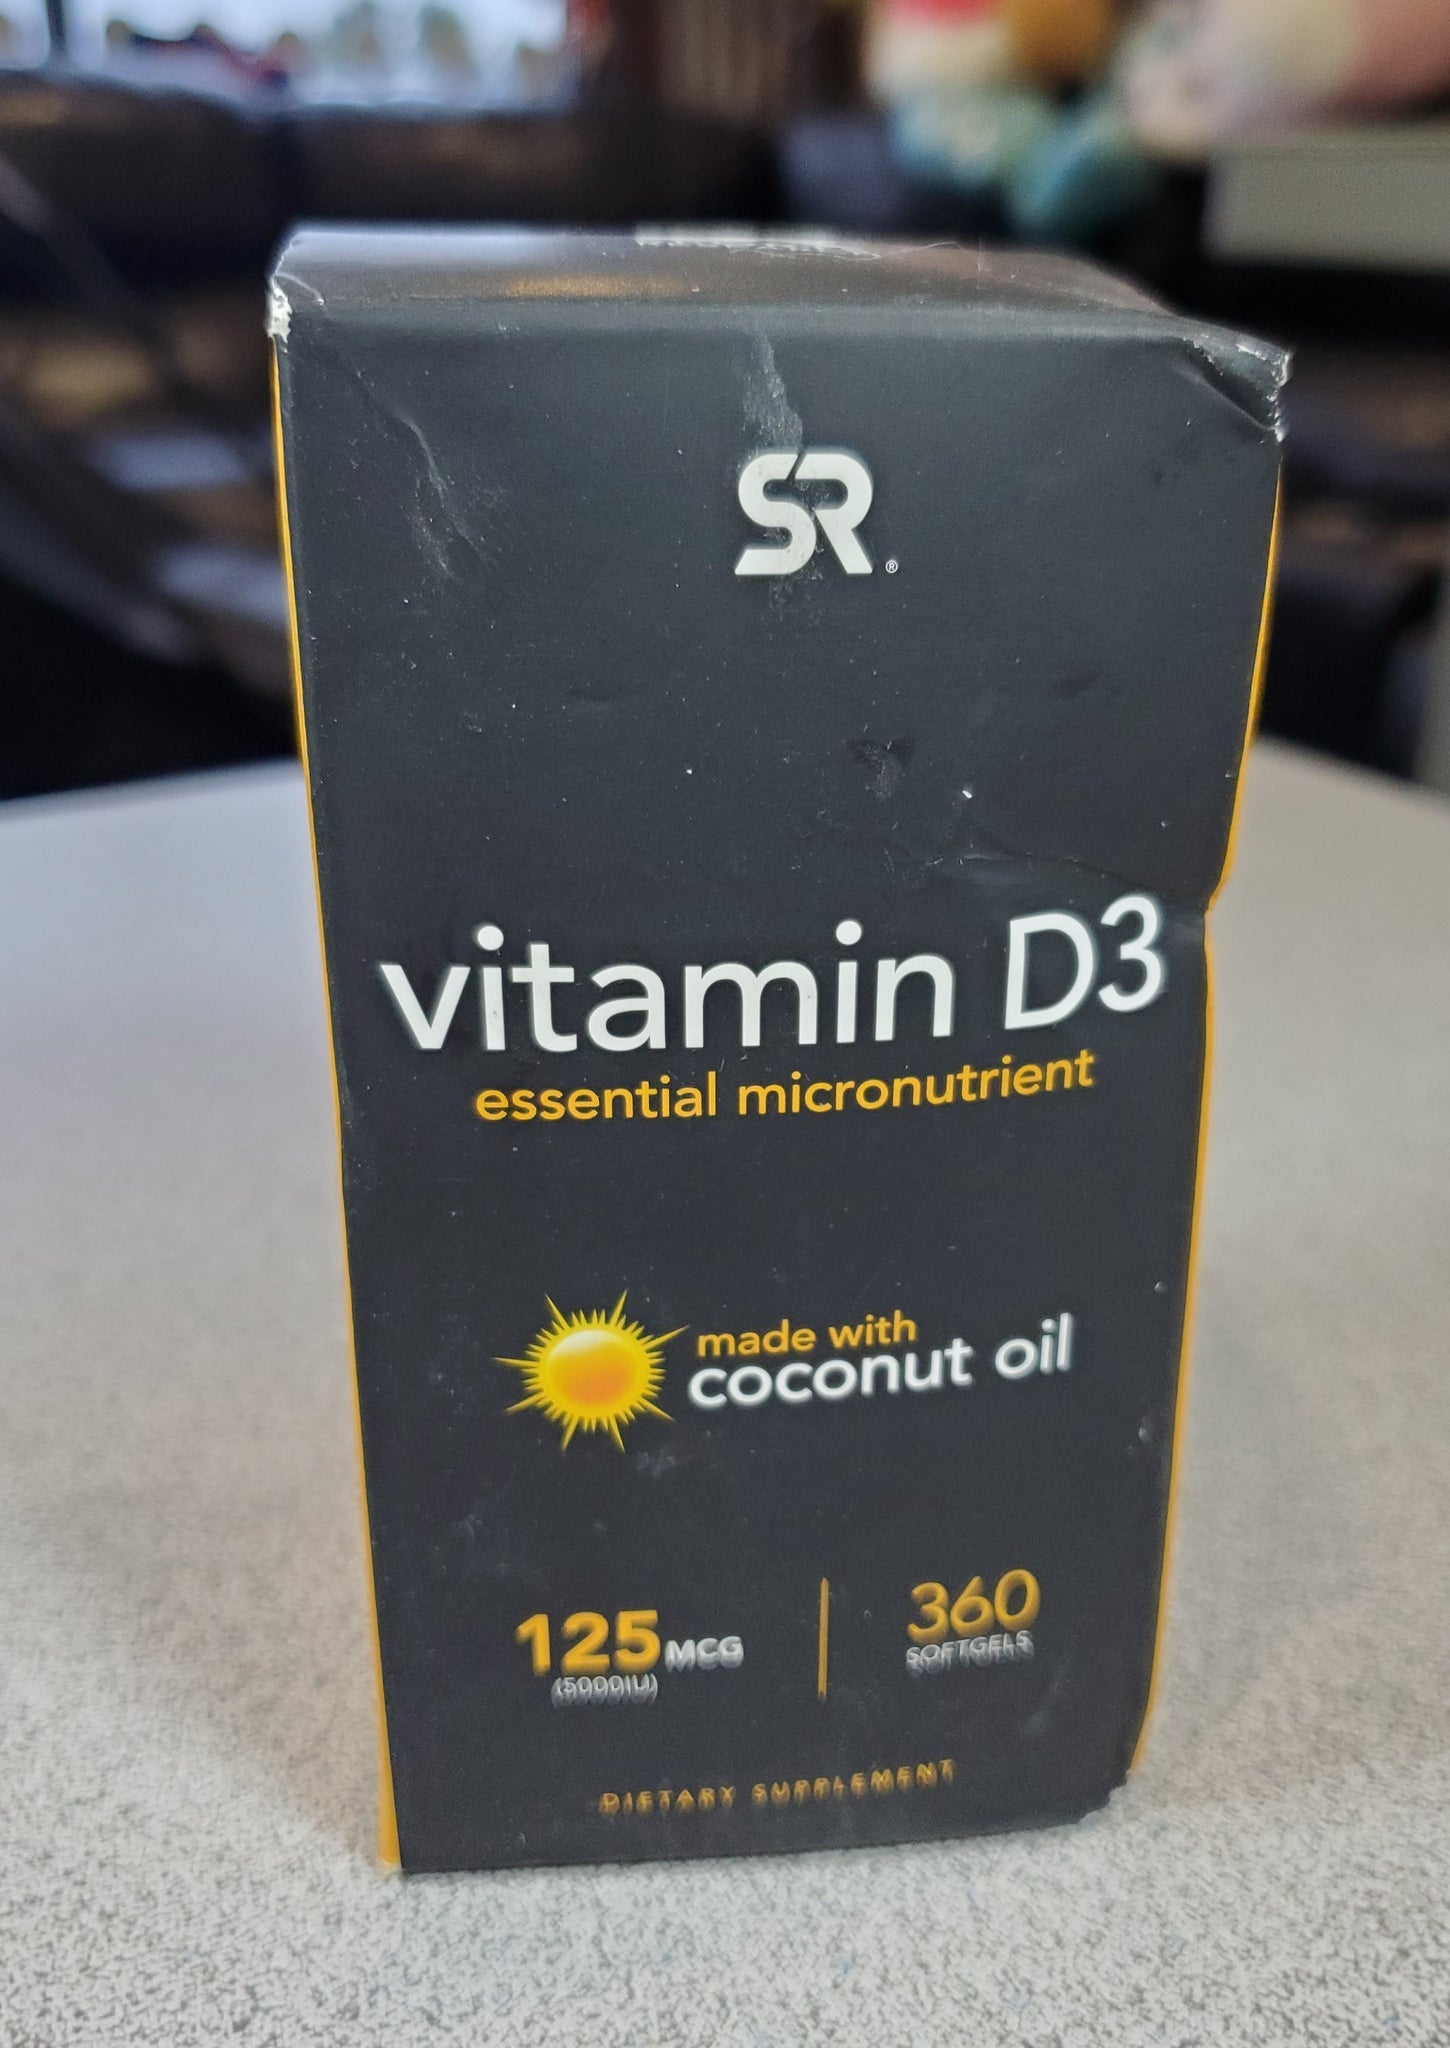 SR®
vitamin D3
essential micronutrient
made with
coconut oil
125 MCG
(5000IU)
360
SOFTGELS
DIETARY SUPPLEMENT